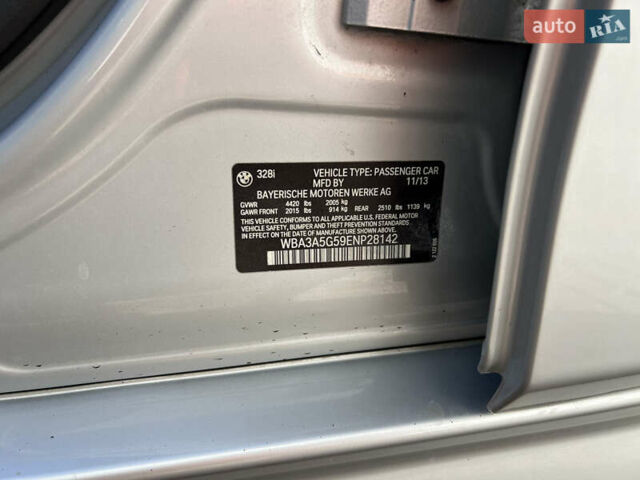 auto RIA
328i VEHICLE TYPE: PASSENGER CAR
MFD BY 11/13
BAYERISCHE MOTOREN WERKE AG
GVWR 4420 lbs 2005 kg
GAWR FRONT 2015 lbs 914 kg REAR 2510 lbs 1139 kg
THIS VEHICLE CONFORMS TO ALL APPLICABLE U.S. FEDERAL MOTOR
VEHICLE SAFETY, BUMPER, AND THEFT PREVENTION STANDARDS IN
EFFECT ON THE DATE OF MANUFACTURE SHOWN ABOVE.
WBA3A5G59ENP28142